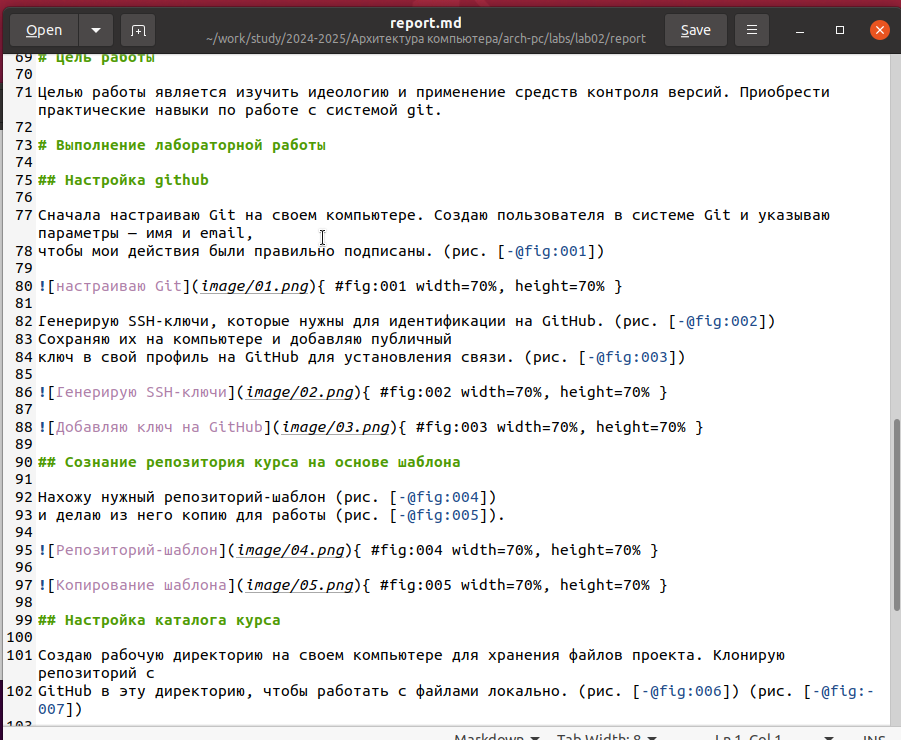 Open
report.md
~/work/study/2024-2025/Архитектура компьютера/arch-pc/labs/lab02/report
Save
69 # Цель работы
70
71 Целью работы является изучить идеологию и применение средств контроля версий. Приобрести
практические навыки по работе с системой git.
72
73 # Выполнение лабораторной работы
74
75 ## Настройка github
76
77 Сначала настраиваю Git на своем компьютере. Создаю пользователя в системе Git и указываю
параметры — имя и email,
78 чтобы мои действия были правильно подписаны. (рис. [-@fig:001])
79
80 ![настраиваю Git](image/01.png){ #fig:001 width=70%, height=70% }
81
82 Генерирую SSH-ключи, которые нужны для идентификации на GitHub. (рис. [-@fig:002])
83 Сохраняю их на компьютере и добавляю публичный
84 ключ в свой профиль на GitHub для установления связи. (рис. [-@fig:003])
85
86 ![Генерирую SSH-ключи](image/02.png){ #fig:002 width=70%, height=70% }
87
88 ![Добавляю ключ на GitHub](image/03.png){ #fig:003 width=70%, height=70% }
89
90 ## Сознание репозитория курса на основе шаблона
91
92 Нахожу нужный репозиторий-шаблон (рис. [-@fig:004])
93 и делаю из него копию для работы (рис. [-@fig:005]).
94
95 ![Репозиторий-шаблон](image/04.png){ #fig:004 width=70%, height=70% }
96
97 ![Копирование шаблона](image/05.png){ #fig:005 width=70%, height=70% }
98
99 ## Настройка каталога курса
100
101 Создаю рабочую директорию на своем компьютере для хранения файлов проекта. Клонирую
репозиторий с
102 GitHub в эту директорию, чтобы работать с файлами локально. (рис. [-@fig:006]) (рис. [-@fig:-
007])
103
Markdown Tab Width: 8 Ln 1, Col 1 INS